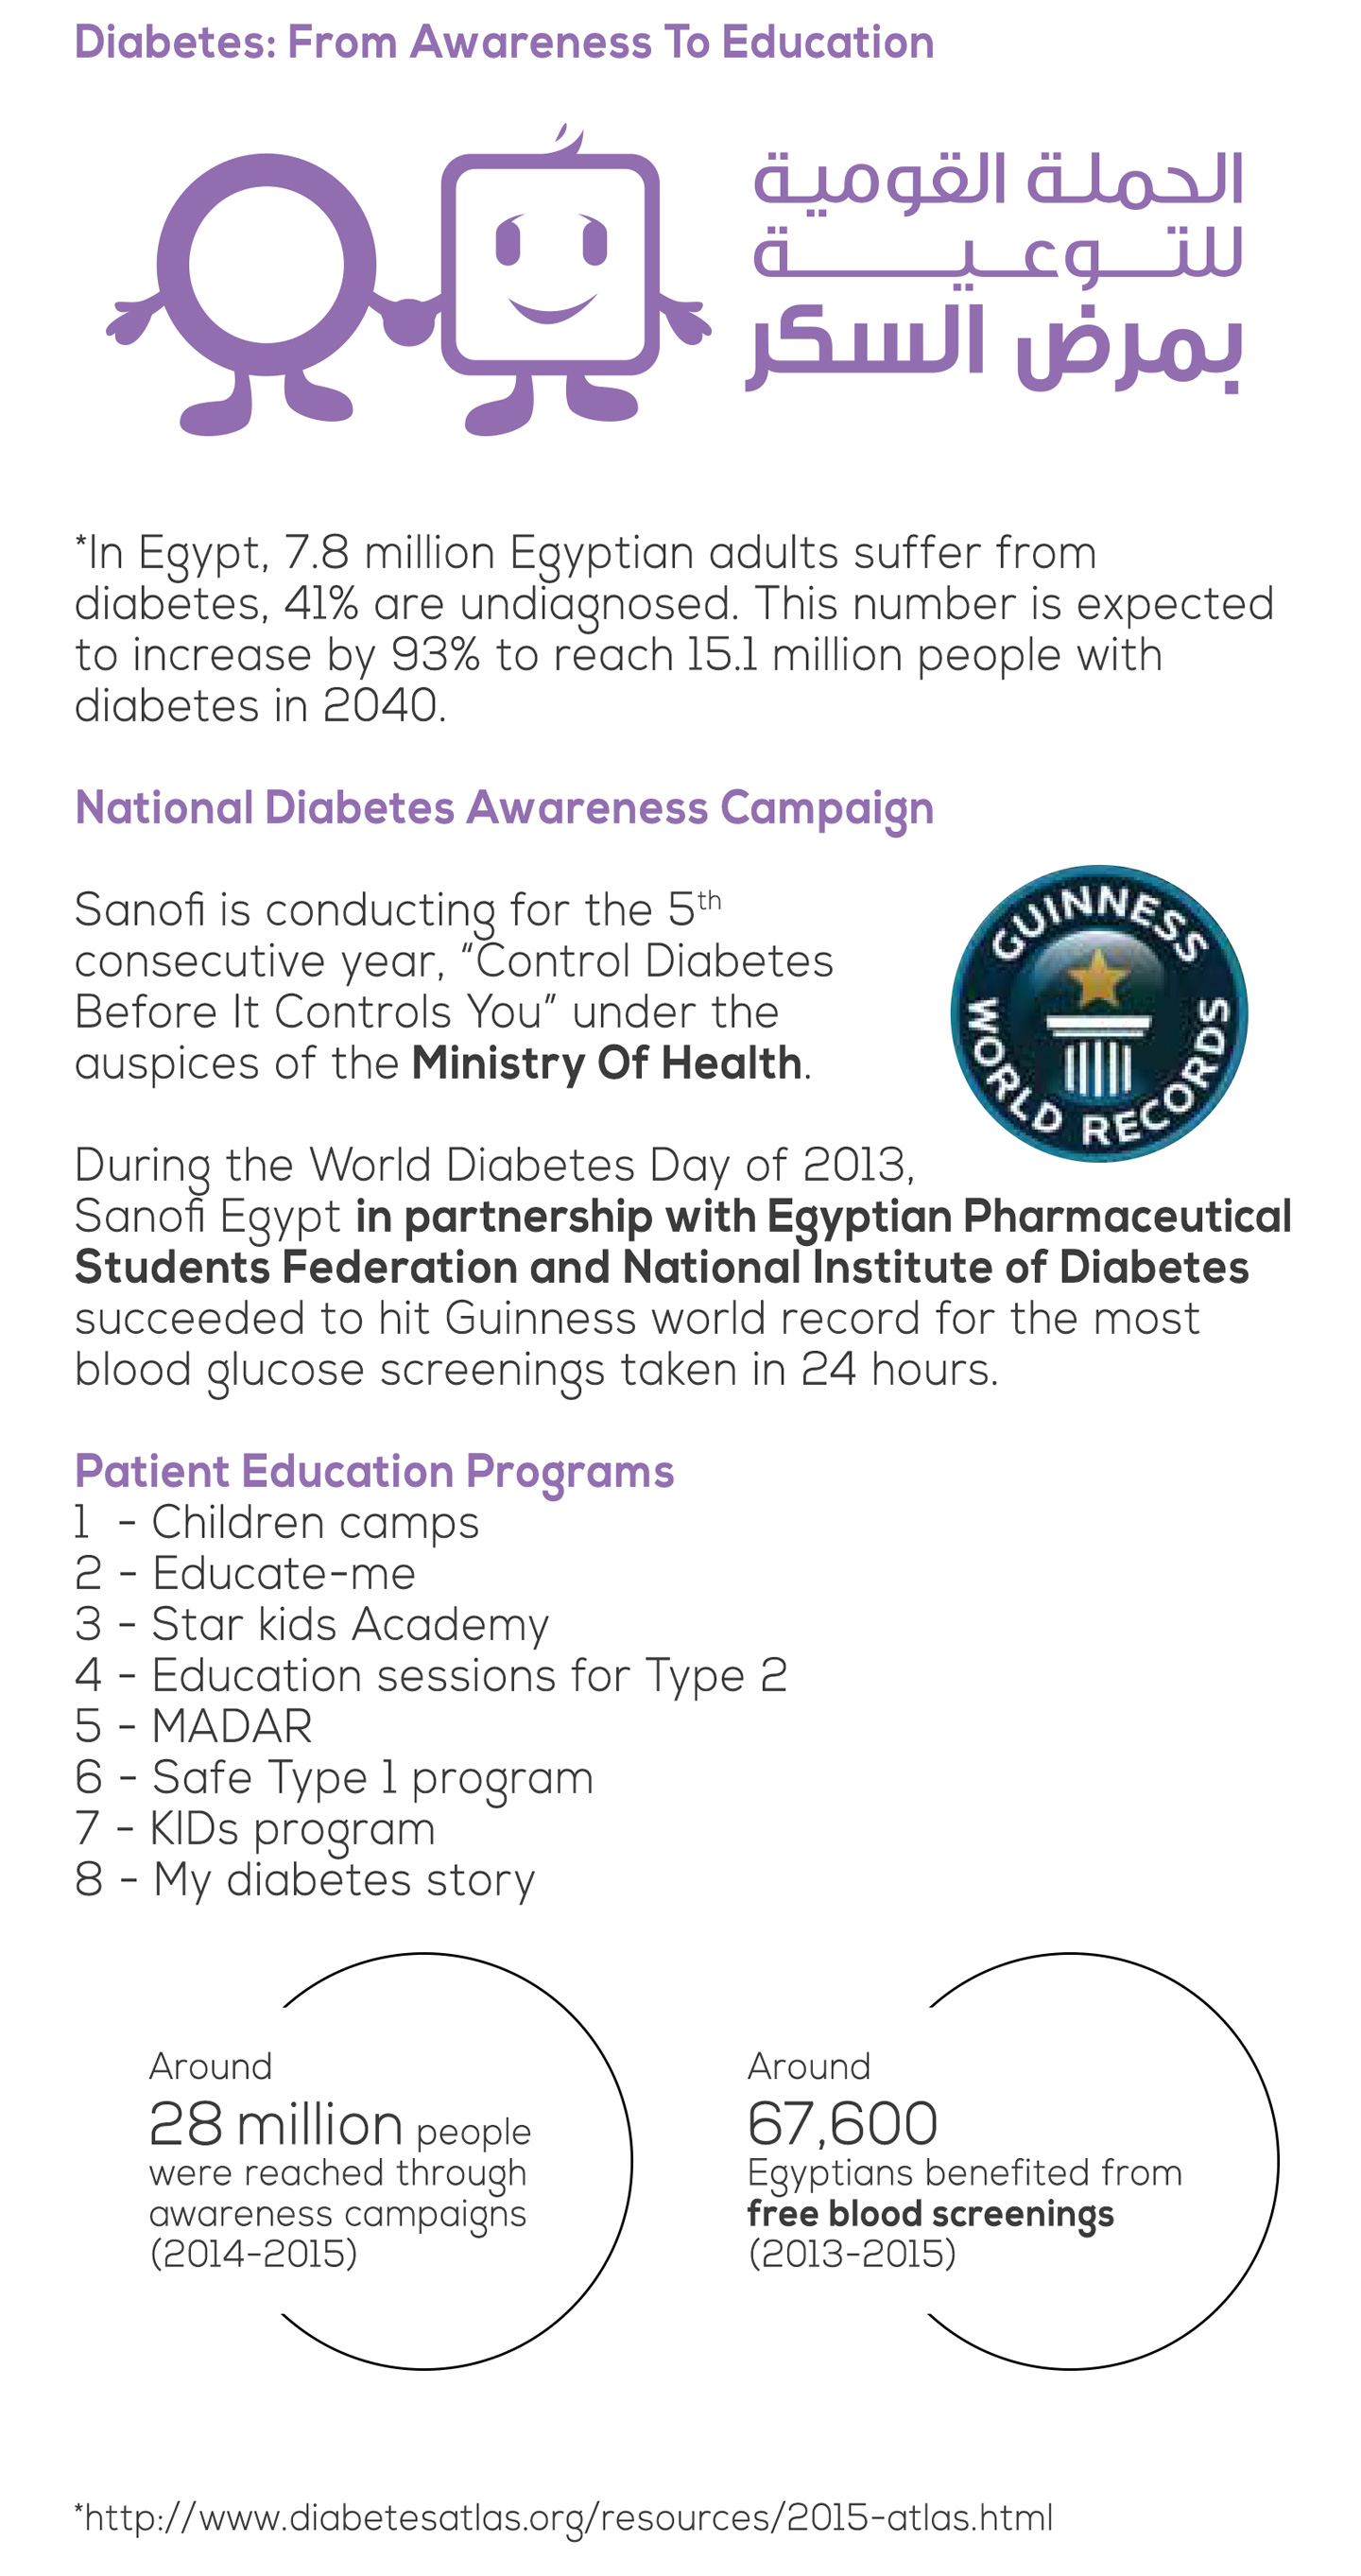 Diabetes: From Awareness To Education
الحملة القومية
للتـوعيـــة
بمرض السكر
*In Egypt, 7.8 million Egyptian adults suffer from
diabetes, 41% are undiagnosed. This number is expected
to increase by 93% to reach 15.1 million people with
diabetes in 2040.
National Diabetes Awareness Campaign
Sanofi is conducting for the 5th
consecutive year, “Control Diabetes
Before It Controls You” under the
auspices of the Ministry Of Health.
GUINNESS
WORLD RECORDS
During the World Diabetes Day of 2013,
Sanofi Egypt in partnership with Egyptian Pharmaceutical
Students Federation and National Institute of Diabetes
succeeded to hit Guinness world record for the most
blood glucose screenings taken in 24 hours.
Patient Education Programs
1 - Children camps
2 - Educate-me
3 - Star kids Academy
4 - Education sessions for Type 2
5 - MADAR
6 - Safe Type 1 program
7 - KIDs program
8 - My diabetes story
Around
28 million people
were reached through
awareness campaigns
(2014-2015)
Around
67,600
Egyptians benefited from
free blood screenings
(2013-2015)
*http://www.diabetesatlas.org/resources/2015-atlas.html